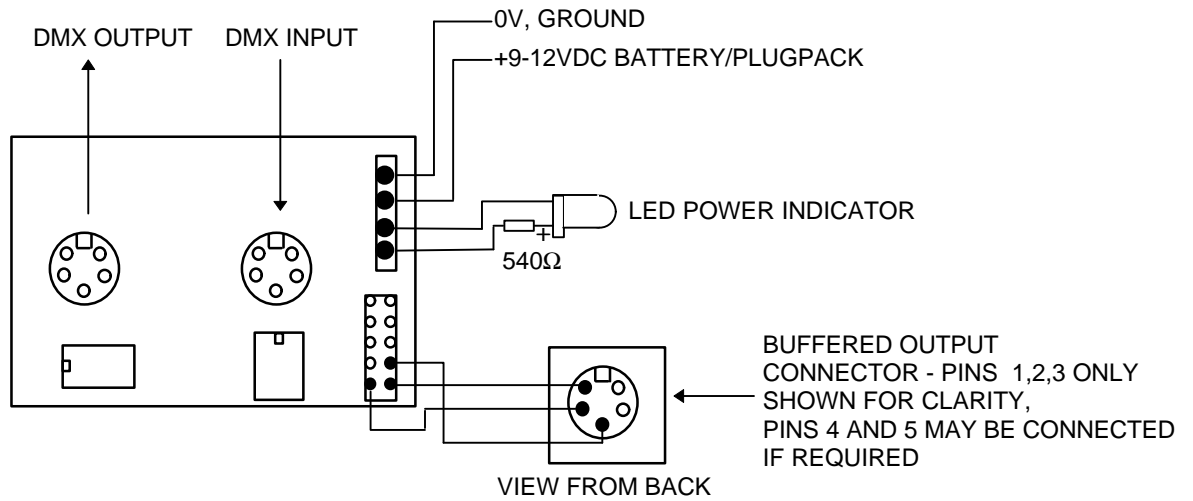 0V, GROUND
DMX OUTPUT
DMX INPUT
+9-12VDC BATTERY/PLUGPACK
LED POWER INDICATOR
+
540Ω
BUFFERED OUTPUT
CONNECTOR - PINS 1,2,3 ONLY
SHOWN FOR CLARITY,
PINS 4 AND 5 MAY BE CONNECTED
IF REQUIRED
VIEW FROM BACK